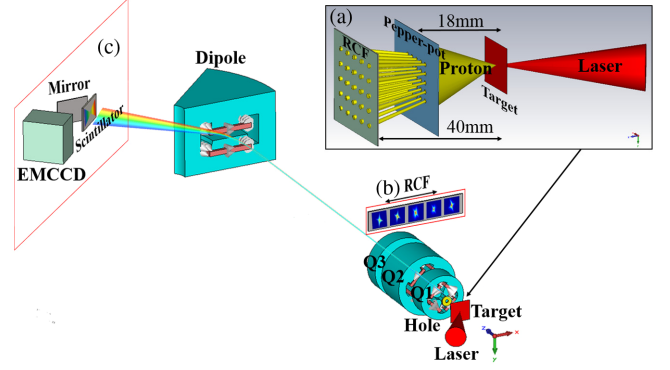 (a)
18mm
Pepper-pot
RCF
Proton
Laser
Target
40mm
(c)
Dipole
Mirror
Scintillator
EMCCD
(b) RCF
Q3
Q2
Q1
Hole
Target
Laser
z
x
y